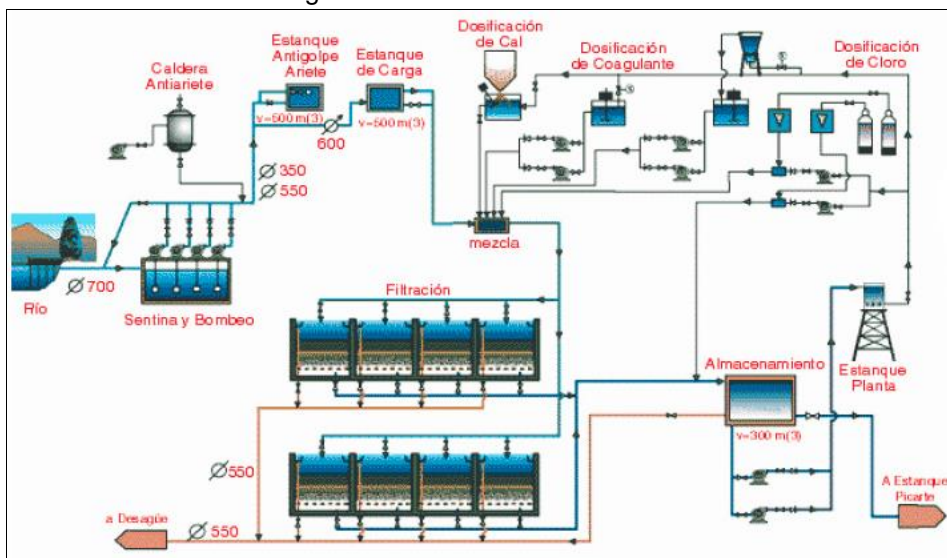 Dosificación
de Cal
Estanque
Antigolpe
Ariete
Estanque
de Carga
Dosificación
de Coagulante
Dosificación
de Cloro
Caldera
Antiariete
v=500 m(3)
v=500 m(3)
600
350
550
mezcla
Río
700
Sentina y Bombeo
Filtración
Almacenamiento
Estanque
Planta
v=300 m(3)
550
a Desagüe
550
A Estanque
Picarte